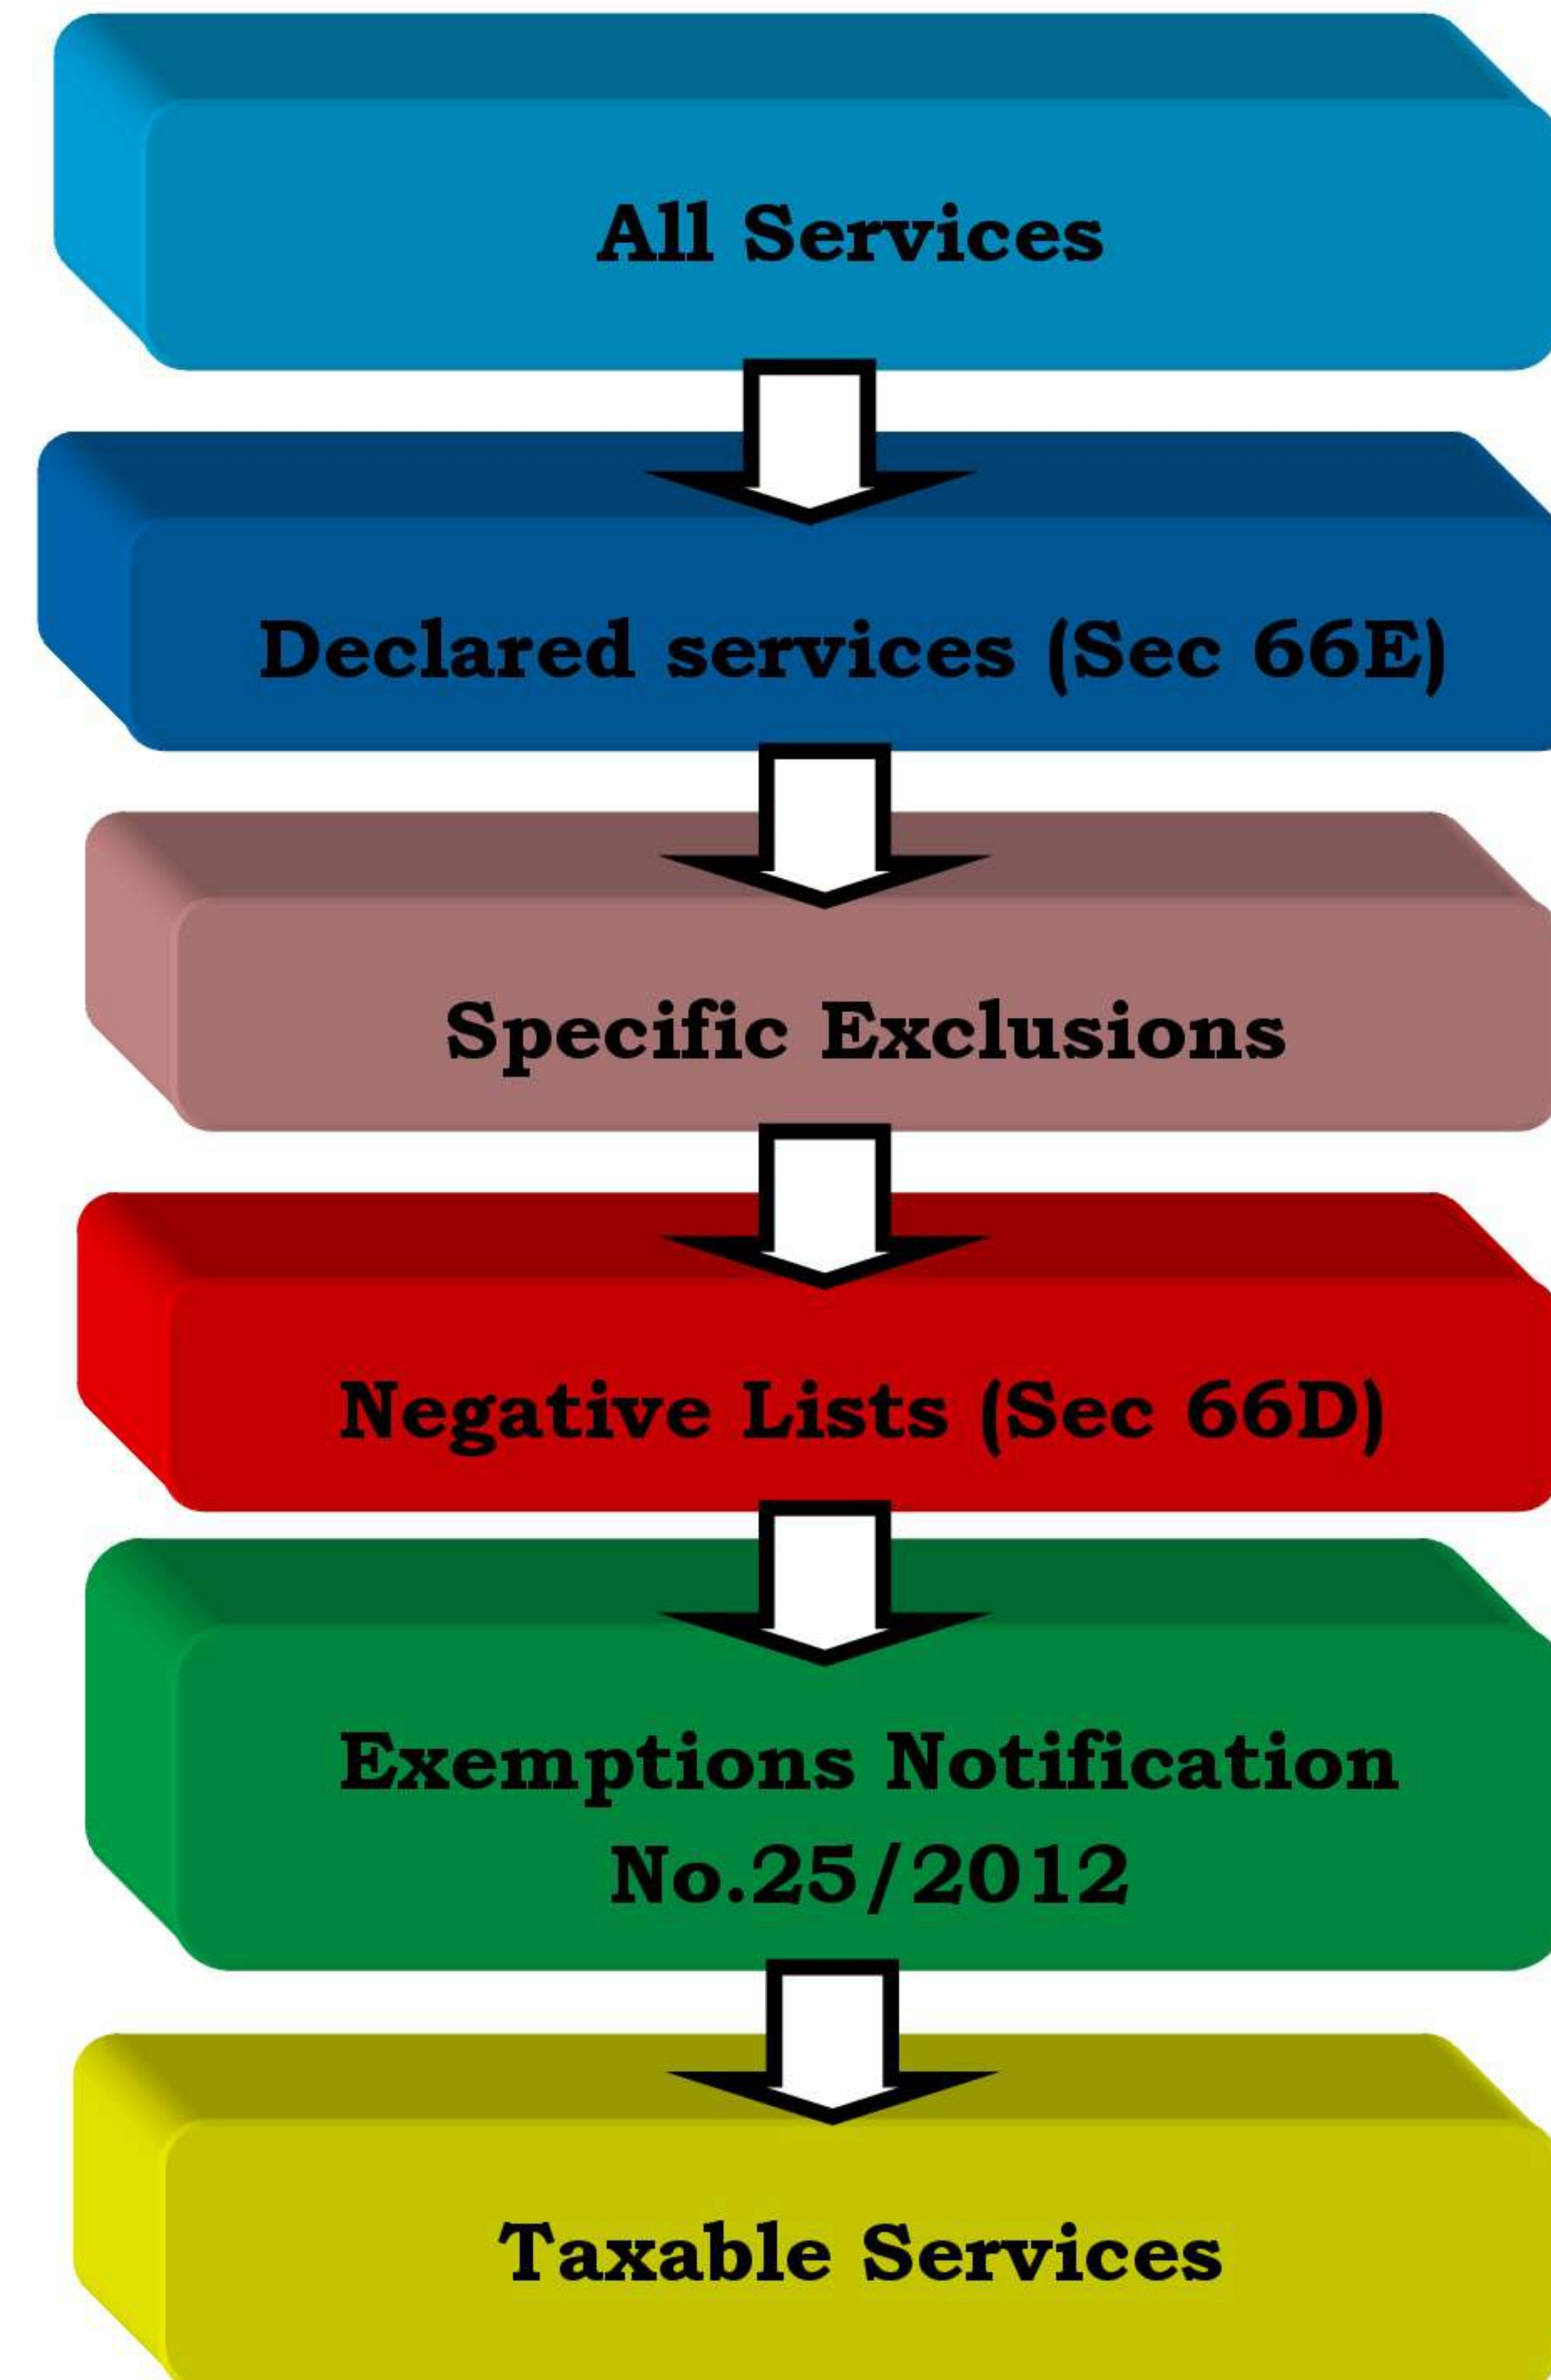 All Services
Declared services (Sec 66E)
Specific Exclusions
Negative Lists (Sec 66D)
Exemptions Notification
No.25/2012
Taxable Services